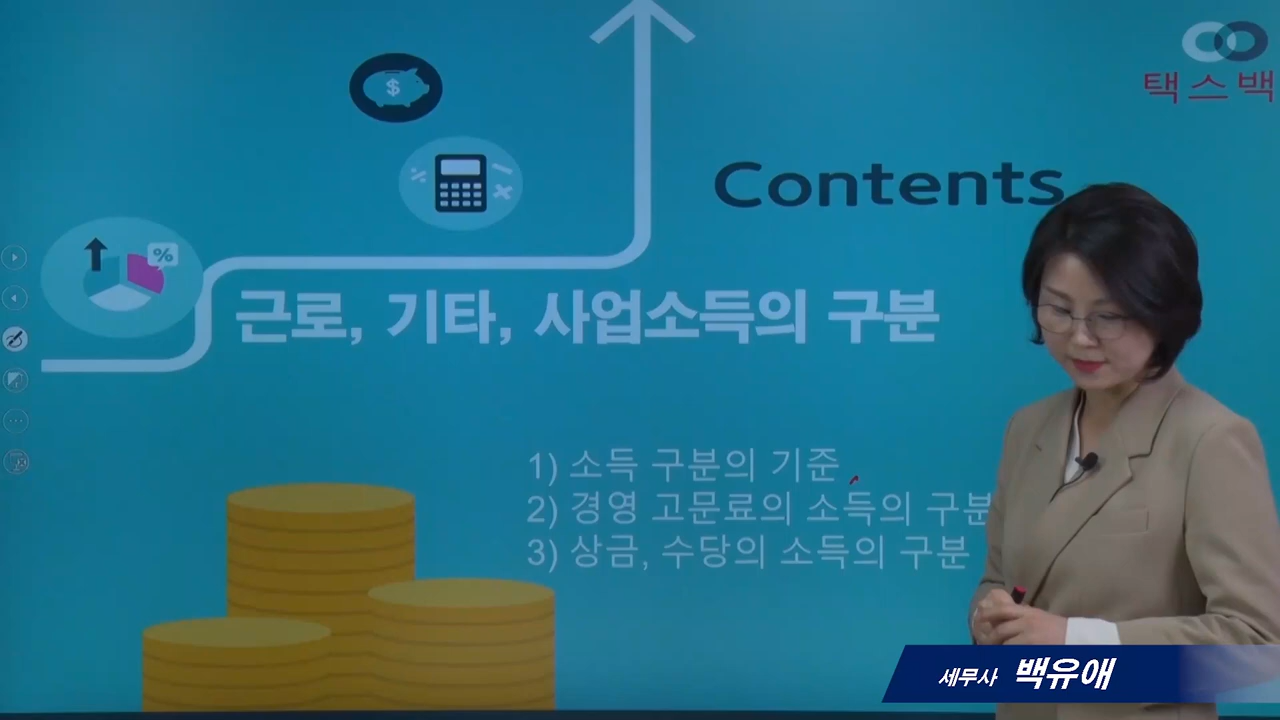 택스백
Contents
%
$
근로, 기타, 사업소득의 구분
1) 소득 구분의 기준
2) 경영 고문료의 소득의 구분
3) 상금, 수당의 소득의 구분
세무사 백유애